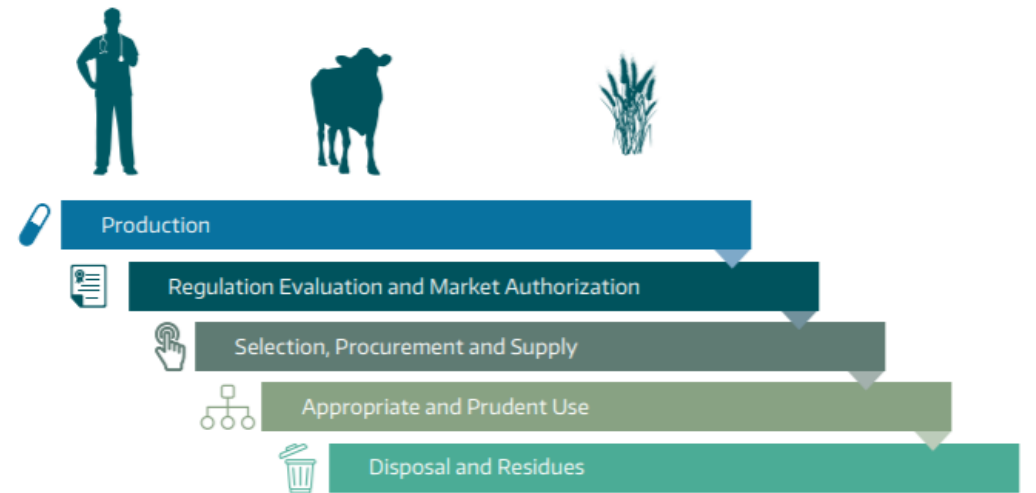 Production
Regulation Evaluation and Market Authorization
Selection, Procurement and Supply
Appropriate and Prudent Use
Disposal and Residues